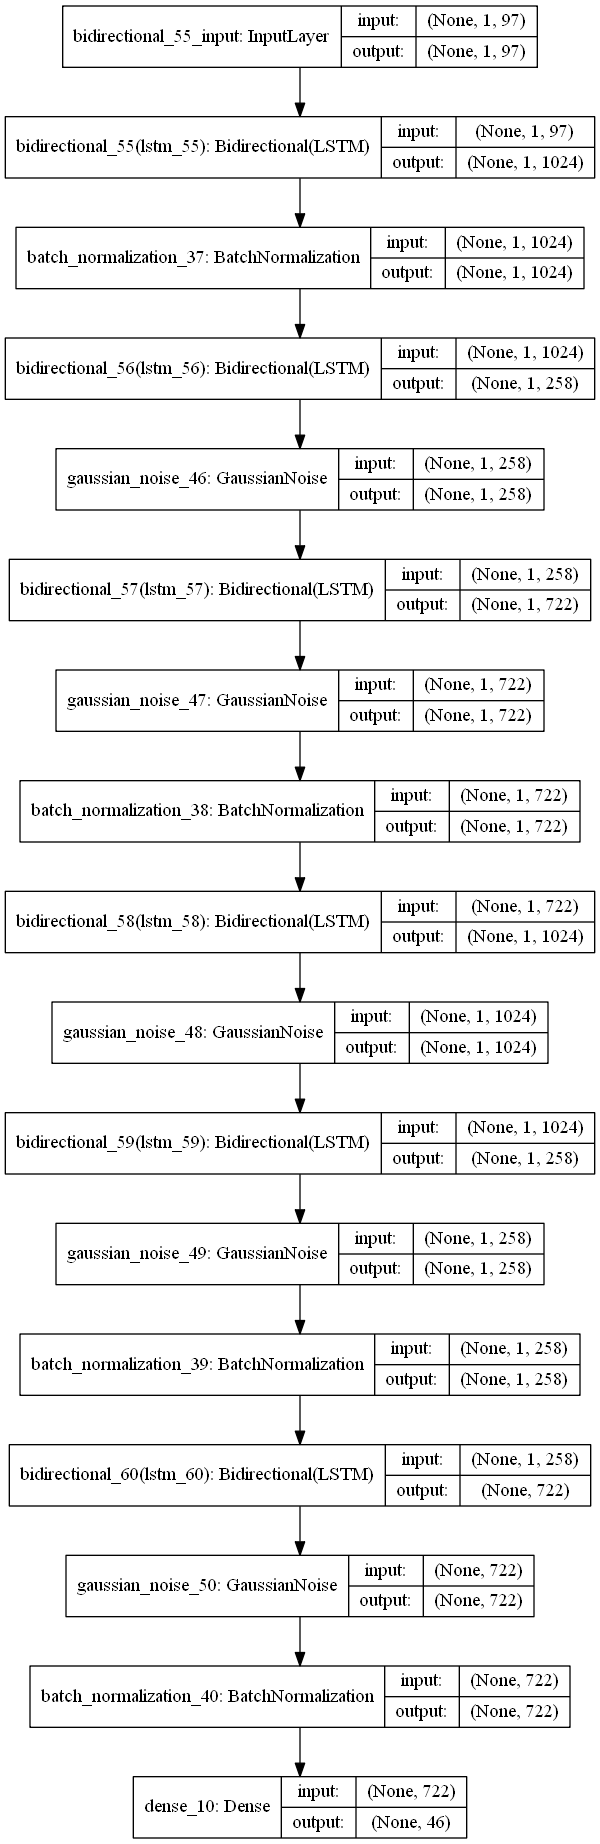 bidirectional_55_input: InputLayer
input: (None, 1, 97)
output: (None, 1, 97)
bidirectional_55(lstm_55): Bidirectional(LSTM)
input: (None, 1, 97)
output: (None, 1, 1024)
batch_normalization_37: BatchNormalization
input: (None, 1, 1024)
output: (None, 1, 1024)
bidirectional_56(lstm_56): Bidirectional(LSTM)
input: (None, 1, 1024)
output: (None, 1, 258)
gaussian_noise_46: GaussianNoise
input: (None, 1, 258)
output: (None, 1, 258)
bidirectional_57(lstm_57): Bidirectional(LSTM)
input: (None, 1, 258)
output: (None, 1, 722)
gaussian_noise_47: GaussianNoise
input: (None, 1, 722)
output: (None, 1, 722)
batch_normalization_38: BatchNormalization
input: (None, 1, 722)
output: (None, 1, 722)
bidirectional_58(lstm_58): Bidirectional(LSTM)
input: (None, 1, 722)
output: (None, 1, 1024)
gaussian_noise_48: GaussianNoise
input: (None, 1, 1024)
output: (None, 1, 1024)
bidirectional_59(lstm_59): Bidirectional(LSTM)
input: (None, 1, 1024)
output: (None, 1, 258)
gaussian_noise_49: GaussianNoise
input: (None, 1, 258)
output: (None, 1, 258)
batch_normalization_39: BatchNormalization
input: (None, 1, 258)
output: (None, 1, 258)
bidirectional_60(lstm_60): Bidirectional(LSTM)
input: (None, 1, 258)
output: (None, 722)
gaussian_noise_50: GaussianNoise
input: (None, 722)
output: (None, 722)
batch_normalization_40: BatchNormalization
input: (None, 722)
output: (None, 722)
dense_10: Dense
input: (None, 722)
output: (None, 46)